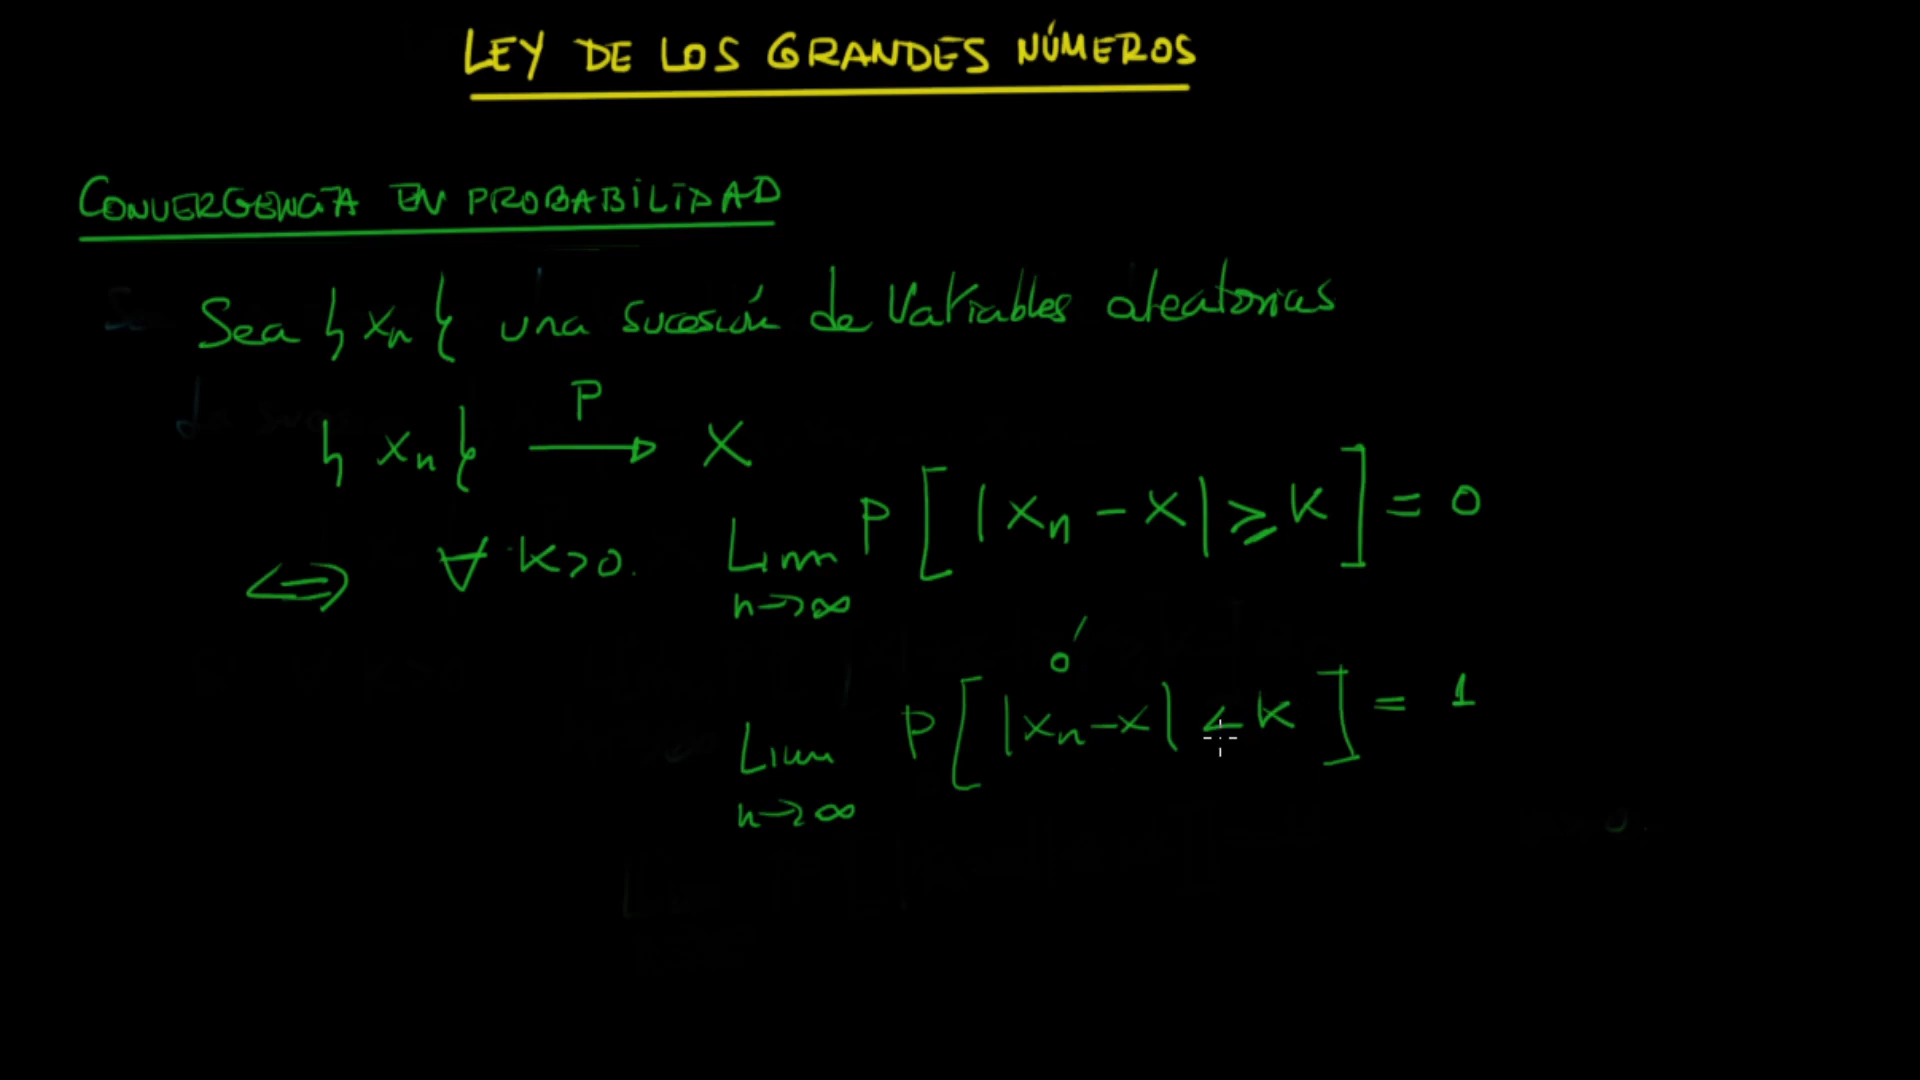 LEY DE LOS GRANDES NÚMEROS
CONVERGENCIA EN PROBABILIDAD
Sea {xn} una sucesión de Variables aleatorias
{xn} P→ X
⇔ ∀ K>0. Lim n→∞ P[|xn - x| ≥ K] = 0
ó
Lim n→∞ P[|xn - x| < K] = 1